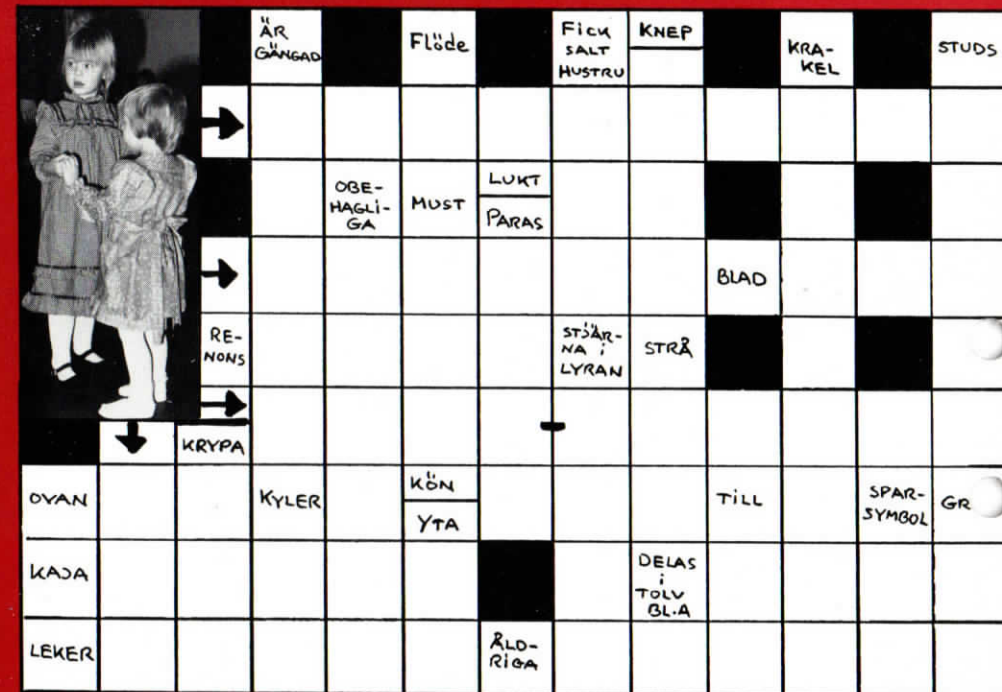 ÄR
GÄNGAD
Flöde
FiCK
SALT
HUSTRU
KNEP
KRA-
KEL
STUDS
OBE-
HAGLi-
GA
MUST
LUKT
PARAS
BLAD
RE-
NONS
STJÄR-
NA i
LYRAN
STRÅ
KRYPA
OVAN
KYLER
KÖN
YTA
TiLL
SPAR-
SYMBOL
GR
KAJA
DELAS
i
TOLV
BL.A
LEKER
ÅLD-
RiGA